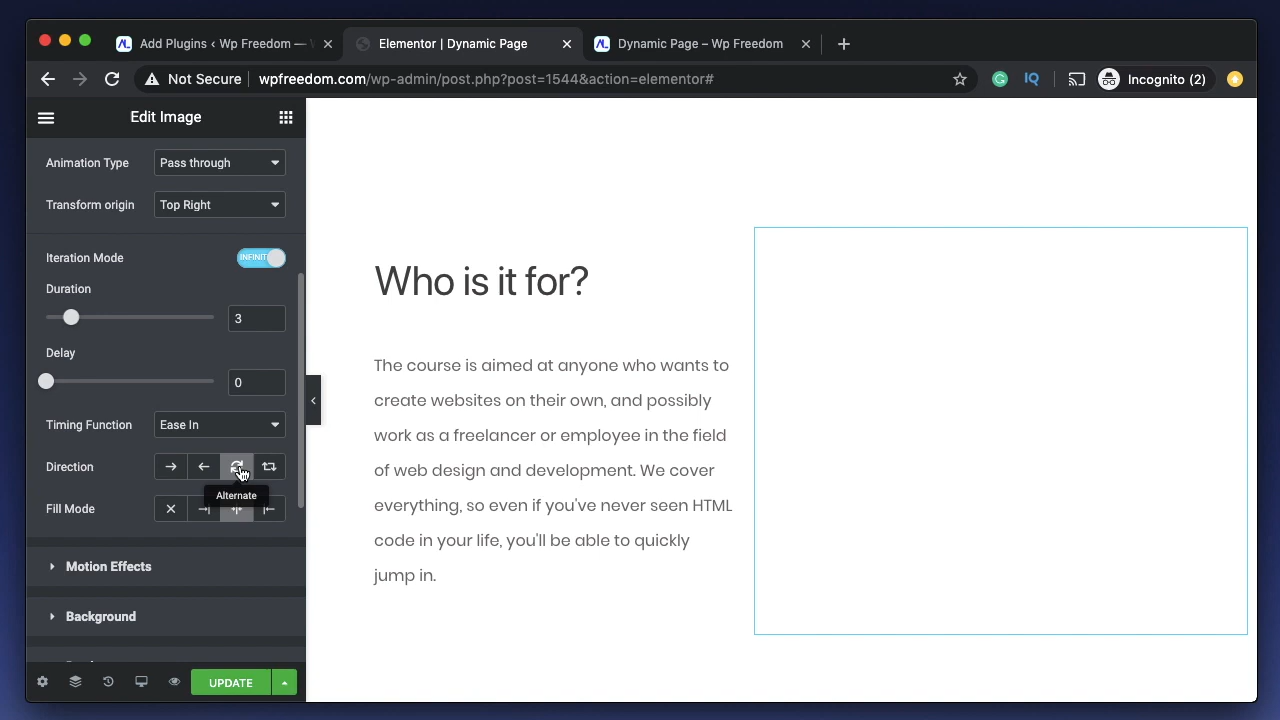 Add Plugins ‹ Wp Freedom —
Elementor | Dynamic Page
Dynamic Page – Wp Freedom
Not Secure
wpfreedom.com/wp-admin/post.php?post=1544&action=elementor#
IQ
Incognito (2)
Edit Image
Animation Type
Pass through
Transform origin
Top Right
Iteration Mode
Duration
3
Delay
0
Timing Function
Ease In
Direction
Alternate
Fill Mode
Motion Effects
Background
UPDATE
Who is it for?
The course is aimed at anyone who wants to
create websites on their own, and possibly
work as a freelancer or employee in the field
of web design and development. We cover
everything, so even if you've never seen HTML
code in your life, you'll be able to quickly
jump in.